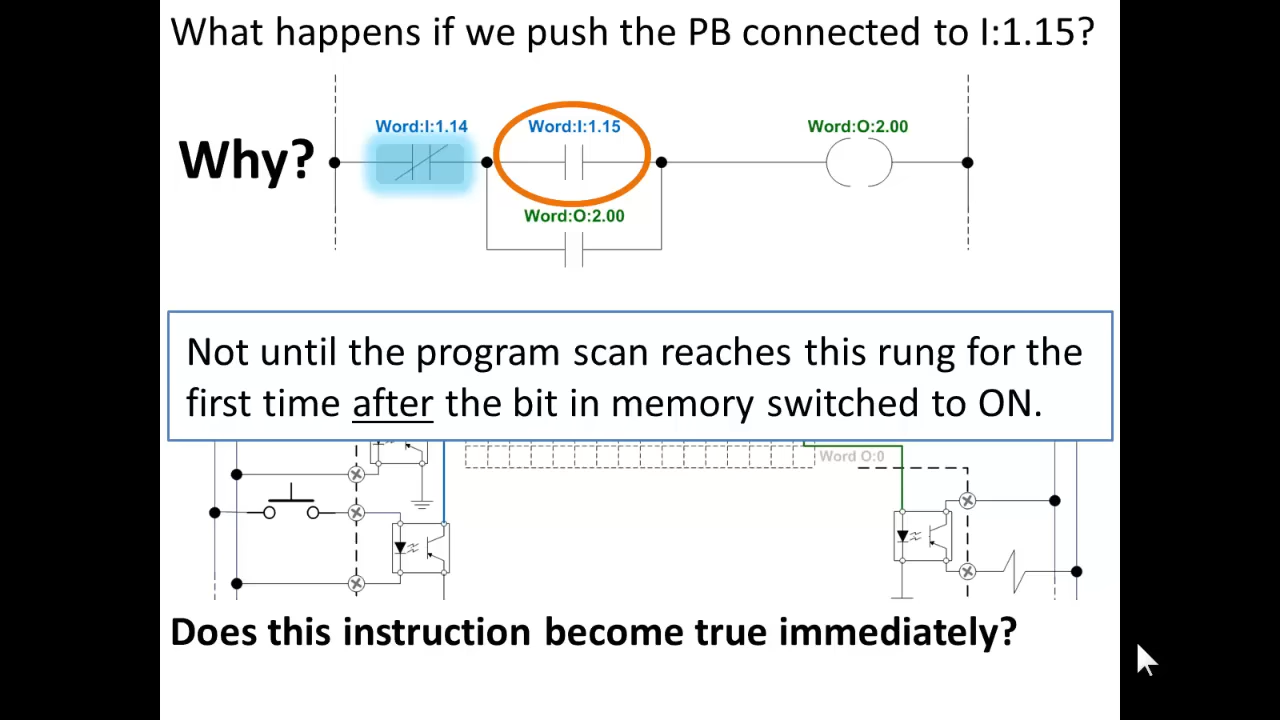 What happens if we push the PB connected to I:1.15?
Word:I:1.14
Word:I:1.15
Word:O:2.00
Why?
Word:O:2.00
Not until the program scan reaches this rung for the
first time after the bit in memory switched to ON.
Word O:0
Does this instruction become true immediately?